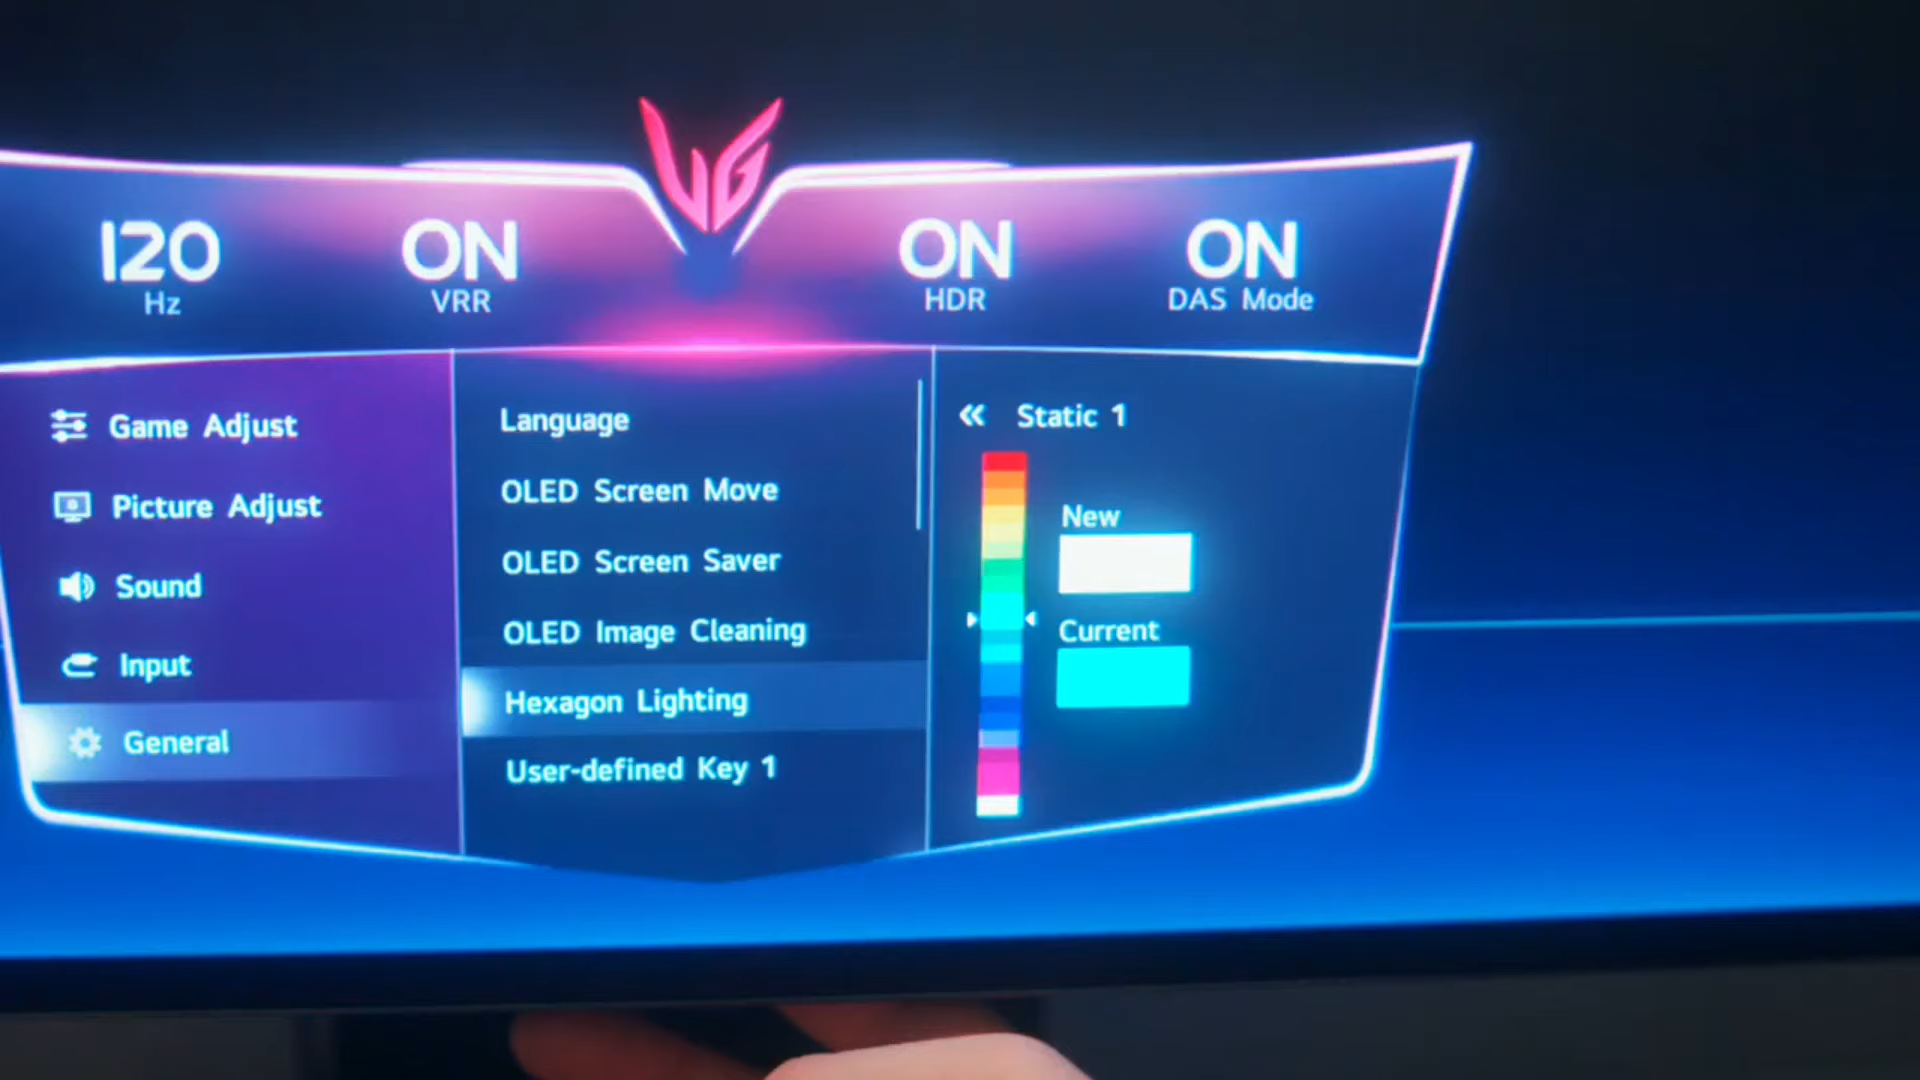 UG
120 ON ON ON
Hz VRR HDR DAS Mode
Game Adjust
Picture Adjust
Sound
Input
General
Language
OLED Screen Move
OLED Screen Saver
OLED Image Cleaning
Hexagon Lighting
User-defined Key 1
Static 1
New
Current